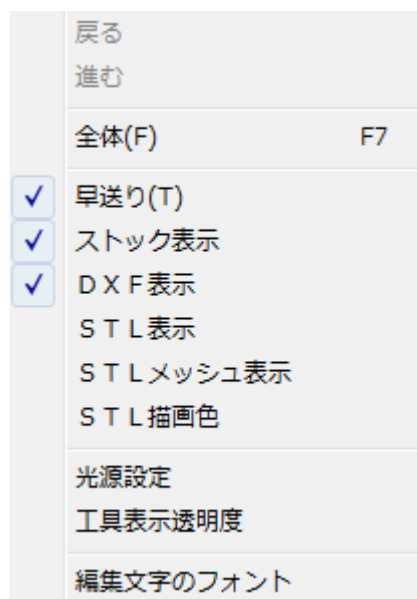 戻る
進む
全体(F) F7
早送り(T)
ストック表示
ＤＸＦ表示
ＳＴＬ表示
ＳＴＬメッシュ表示
ＳＴＬ描画色
光源設定
工具表示透明度
編集文字のフォント